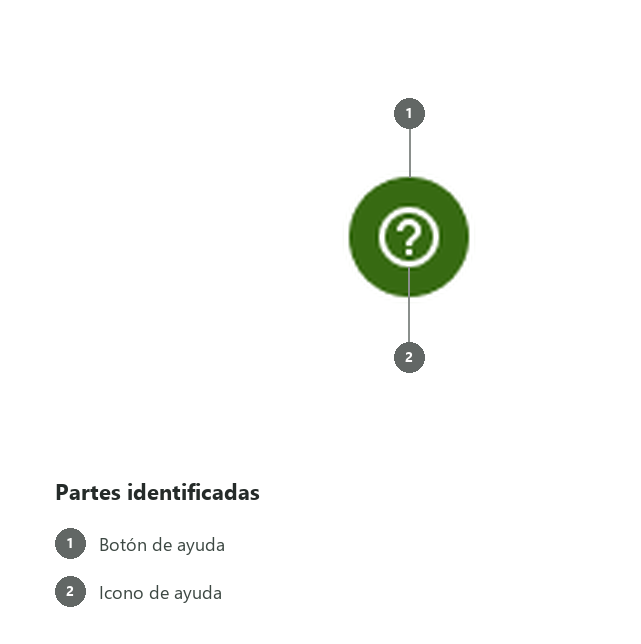 1
?
2
Partes identificadas
1 Botón de ayuda
2 Icono de ayuda